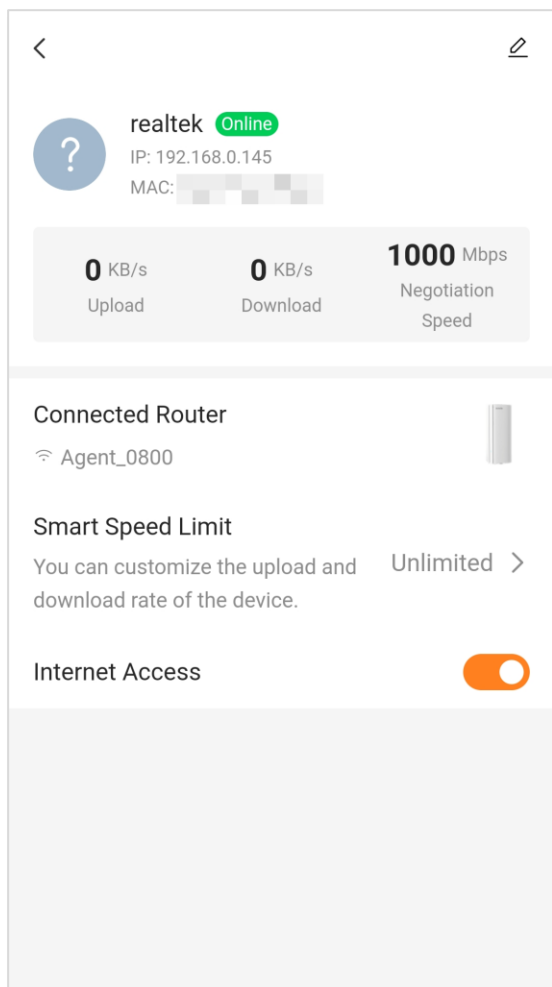 realtek Online
IP: 192.168.0.145
MAC:
0 KB/s 0 KB/s 1000 Mbps
Upload Download Negotiation
Speed
Connected Router
Agent_0800
Smart Speed Limit
You can customize the upload and
download rate of the device.
Unlimited
Internet Access